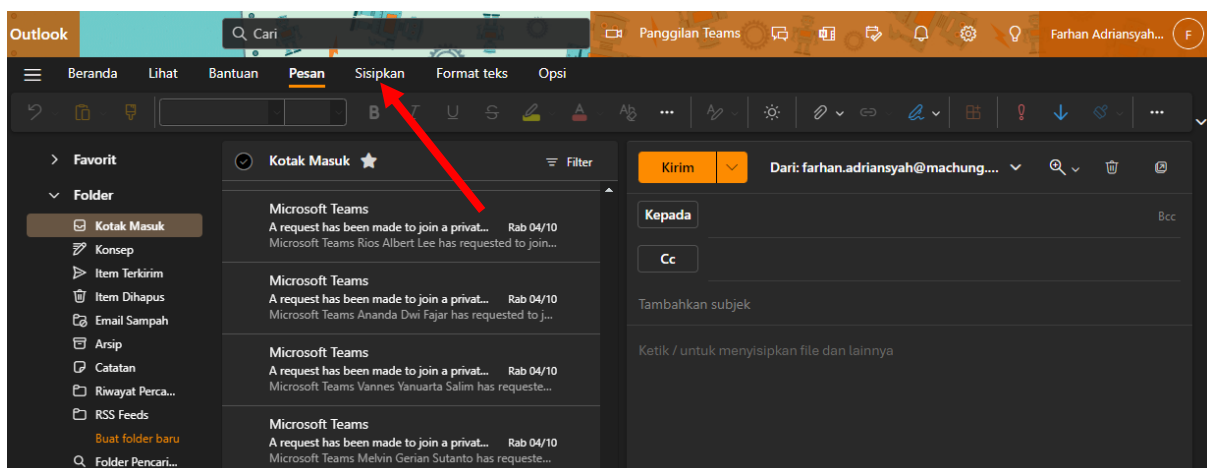 Outlook
Cari
Panggilan Teams
Farhan Adriansyah...
F
Beranda Lihat Bantuan Pesan Sisipkan Format teks Opsi
B I U S A
Favorit
Folder
Kotak Masuk
Konsep
Item Terkirim
Item Dihapus
Email Sampah
Arsip
Catatan
Riwayat Perca...
RSS Feeds
Buat folder baru
Folder Pencari...
Kotak Masuk
Filter
Microsoft Teams
A request has been made to join a privat... Rab 04/10
Microsoft Teams Rios Albert Lee has requested to join...
Microsoft Teams
A request has been made to join a privat... Rab 04/10
Microsoft Teams Ananda Dwi Fajar has requested to j...
Microsoft Teams
A request has been made to join a privat... Rab 04/10
Microsoft Teams Vannes Yanuarta Salim has requeste...
Microsoft Teams
A request has been made to join a privat... Rab 04/10
Microsoft Teams Melvin Gerian Sutanto has requeste...
Kirim
Dari: farhan.adriansyah@machung....
Kepada
Bcc
Cc
Tambahkan subjek
Ketik / untuk menyisipkan file dan lainnya